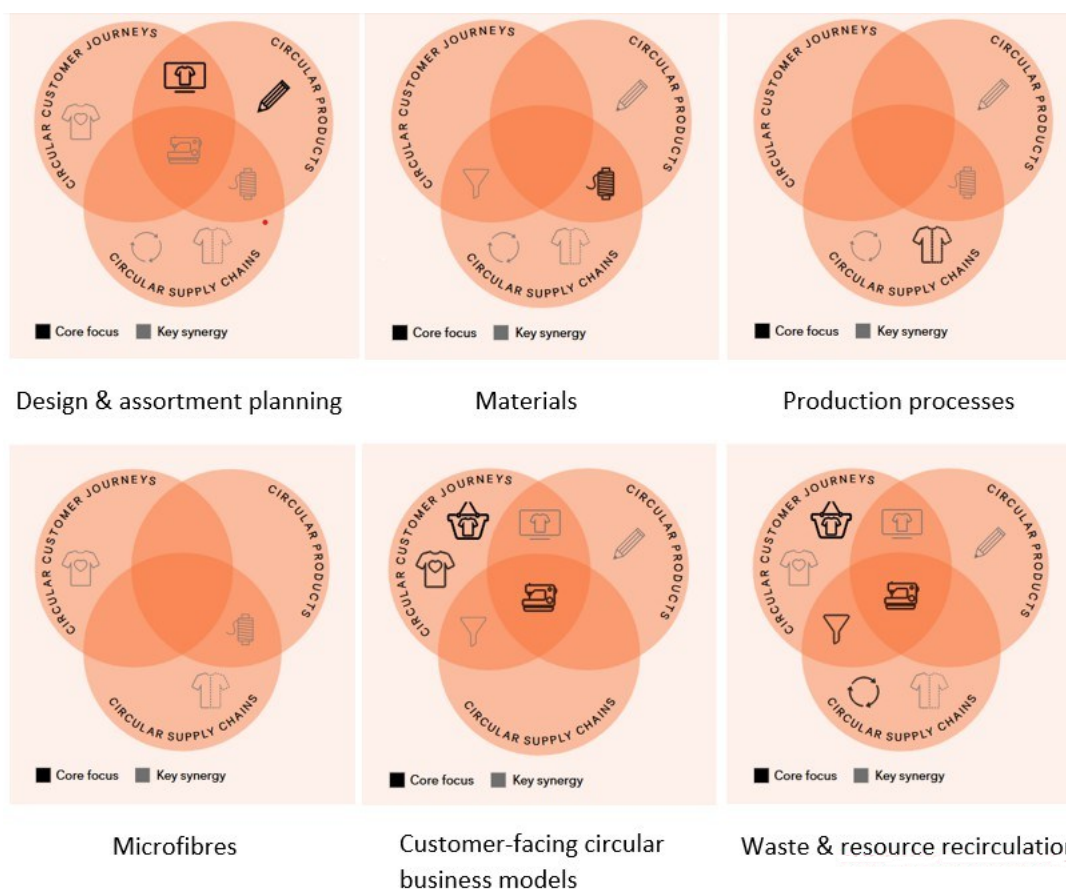 CIRCULAR CUSTOMER JOURNEYS
CIRCULAR PRODUCTS
CIRCULAR SUPPLY CHAINS
Core focus Key synergy
CIRCULAR CUSTOMER JOURNEYS
CIRCULAR PRODUCTS
CIRCULAR SUPPLY CHAINS
Core focus Key synergy
CIRCULAR CUSTOMER JOURNEYS
CIRCULAR PRODUCTS
CIRCULAR SUPPLY CHAINS
Core focus Key synergy
Design & assortment planning
Materials
Production processes
CIRCULAR CUSTOMER JOURNEYS
CIRCULAR PRODUCTS
CIRCULAR SUPPLY CHAINS
Core focus Key synergy
CIRCULAR CUSTOMER JOURNEYS
CIRCULAR PRODUCTS
CIRCULAR SUPPLY CHAINS
Core focus Key synergy
CIRCULAR CUSTOMER JOURNEYS
CIRCULAR PRODUCTS
CIRCULAR SUPPLY CHAINS
Core focus Key synergy
Microfibres
Customer-facing circular
business models
Waste & resource recirculation